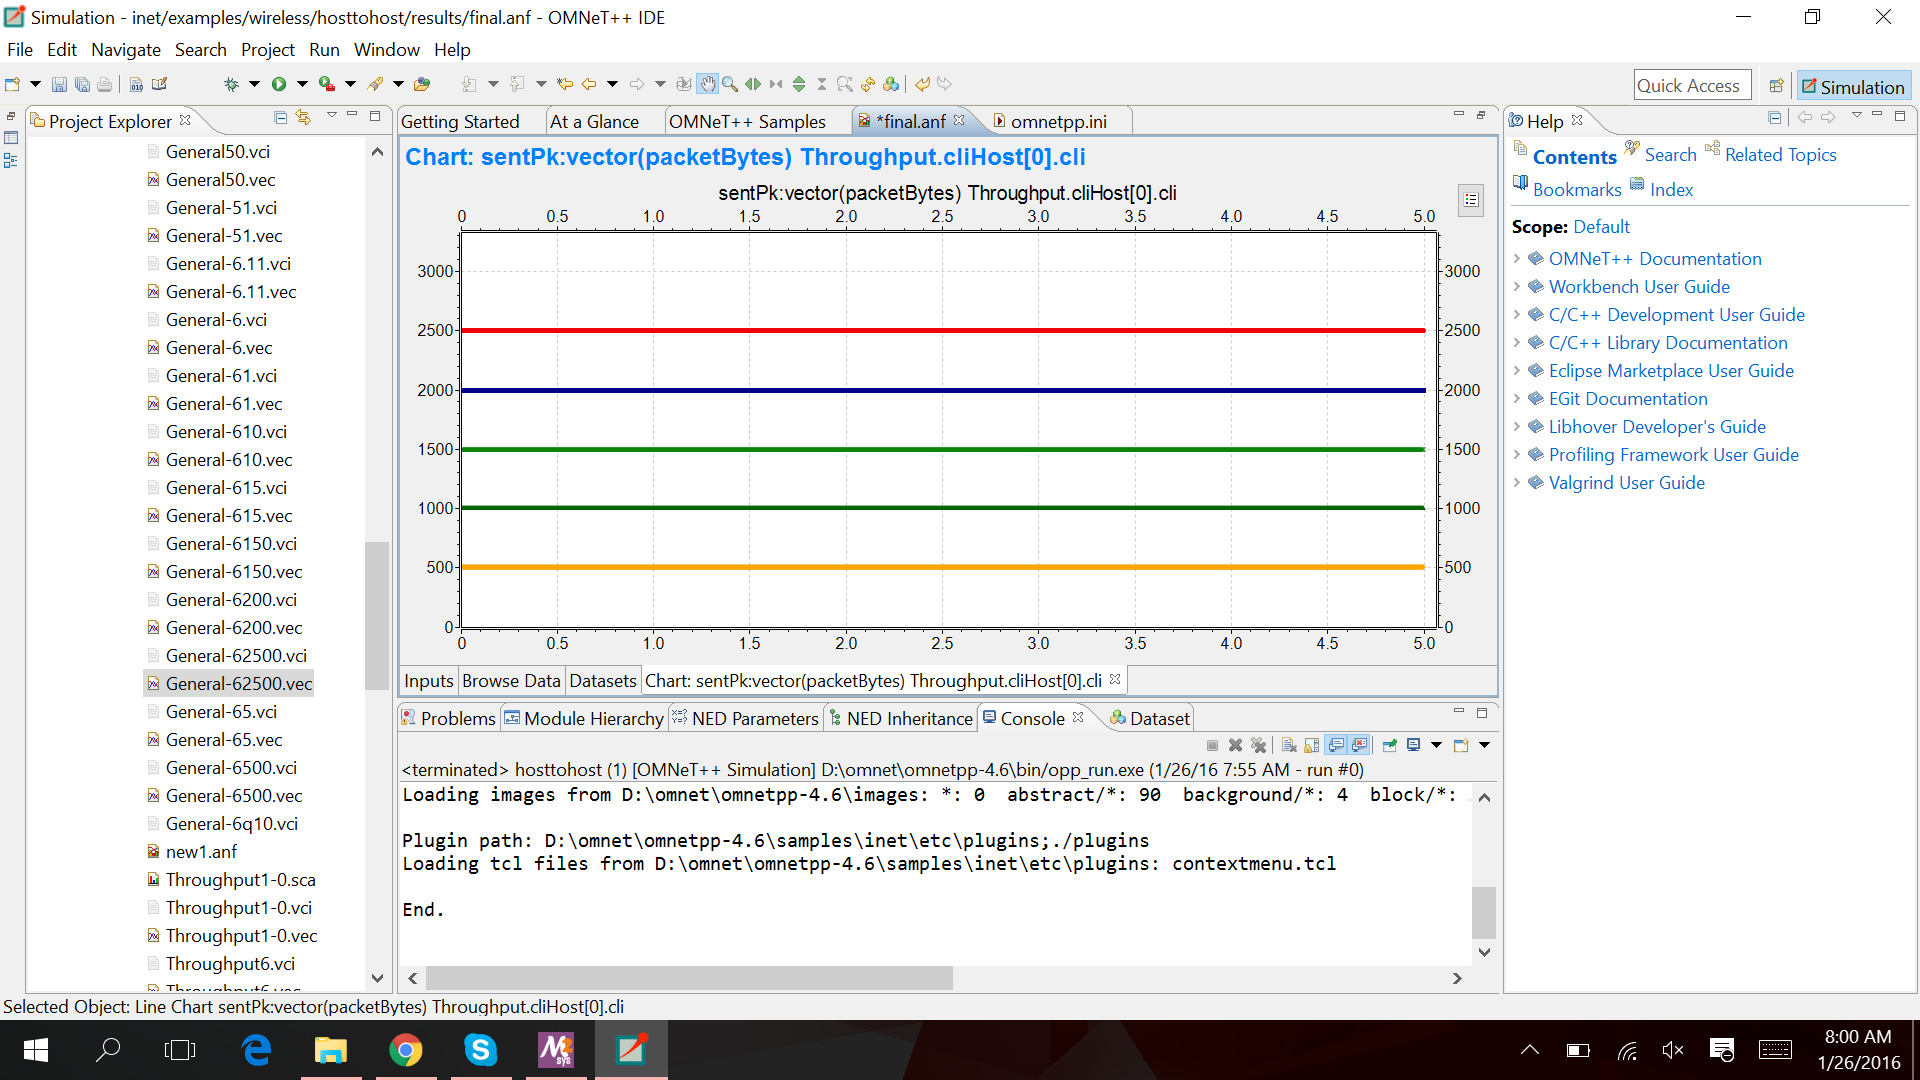 Simulation - inet/examples/wireless/hosttohost/results/final.anf - OMNeT++ IDE
File Edit Navigate Search Project Run Window Help
Quick Access
Simulation
Project Explorer
General50.vci
General50.vec
General-51.vci
General-51.vec
General-6.11.vci
General-6.11.vec
General-6.vci
General-6.vec
General-61.vci
General-61.vec
General-610.vci
General-610.vec
General-615.vci
General-615.vec
General-6150.vci
General-6150.vec
General-6200.vci
General-6200.vec
General-62500.vci
General-62500.vec
General-65.vci
General-65.vec
General-6500.vci
General-6500.vec
General-6q10.vci
new1.anf
Throughput1-0.sca
Throughput1-0.vci
Throughput1-0.vec
Throughput6.vci
Throughput6.vec
Getting Started At a Glance OMNeT++ Samples *final.anf omnetpp.ini
Chart: sentPk:vector(packetBytes) Throughput.cliHost[0].cli
sentPk:vector(packetBytes) Throughput.cliHost[0].cli
0 0.5 1.0 1.5 2.0 2.5 3.0 3.5 4.0 4.5 5.0
3000 3000
2500 2500
2000 2000
1500 1500
1000 1000
500 500
0 0
0 0.5 1.0 1.5 2.0 2.5 3.0 3.5 4.0 4.5 5.0
Inputs Browse Data Datasets Chart: sentPk:vector(packetBytes) Throughput.cliHost[0].cli
Problems Module Hierarchy NED Parameters NED Inheritance Console Dataset
<terminated> hosttohost (1) [OMNeT++ Simulation] D:\omnet\omnetpp-4.6\bin/opp_run.exe (1/26/16 7:55 AM - run #0)
Loading images from D:\omnet\omnetpp-4.6\images: *: 0  abstract/*: 90  background/*: 4  block/*:
Plugin path: D:\omnet\omnetpp-4.6\samples\inet\etc\plugins;./plugins
Loading tcl files from D:\omnet\omnetpp-4.6\samples\inet\etc\plugins: contextmenu.tcl
End.
Help
Contents Search Related Topics
Bookmarks Index
Scope: Default
OMNeT++ Documentation
Workbench User Guide
C/C++ Development User Guide
C/C++ Library Documentation
Eclipse Marketplace User Guide
EGit Documentation
Libhover Developer's Guide
Profiling Framework User Guide
Valgrind User Guide
Selected Object: Line Chart sentPk:vector(packetBytes) Throughput.cliHost[0].cli
8:00 AM
1/26/2016